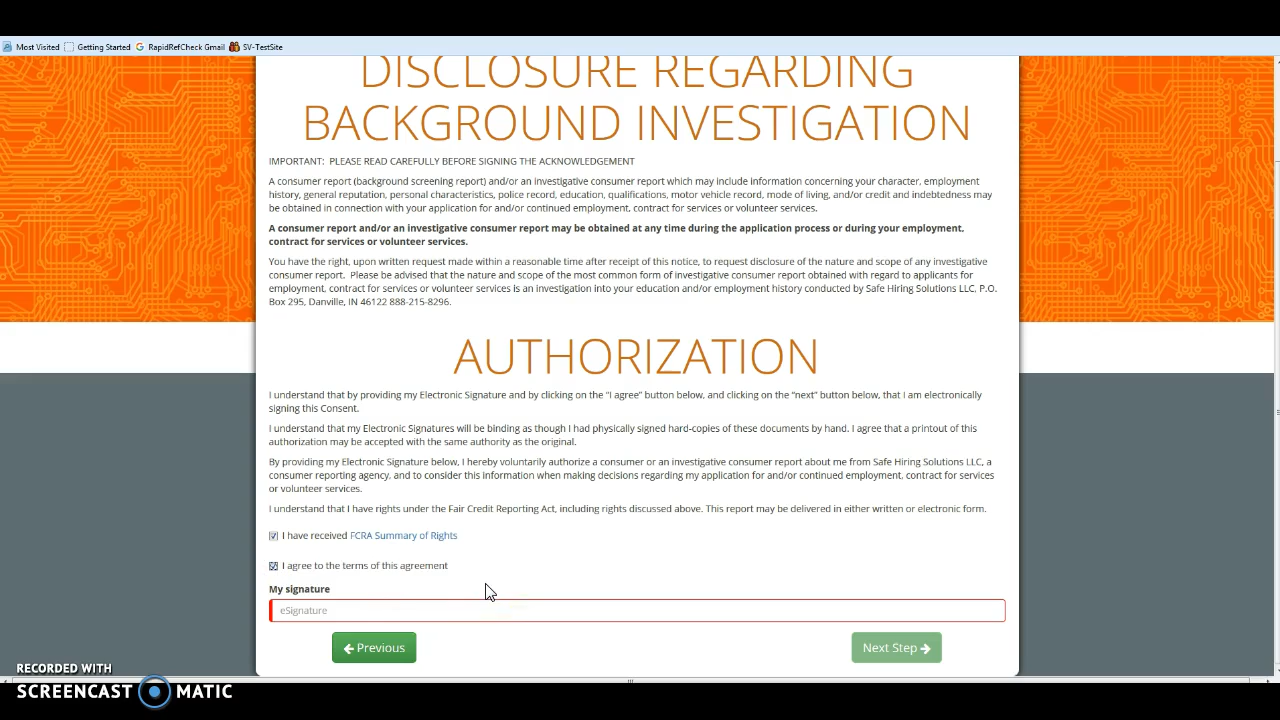 Most Visited Getting Started RapidRefCheck Gmail SV-TestSite
DISCLOSURE REGARDING
BACKGROUND INVESTIGATION
IMPORTANT: PLEASE READ CAREFULLY BEFORE SIGNING THE ACKNOWLEDGEMENT
A consumer report (background screening report) and/or an investigative consumer report which may include information concerning your character, employment
history, general reputation, personal characteristics, police record, education, qualifications, motor vehicle record, mode of living, and/or credit and indebtedness may
be obtained in connection with your application for and/or continued employment, contract for services or volunteer services.
A consumer report and/or an investigative consumer report may be obtained at any time during the application process or during your employment,
contract for services or volunteer services.
You have the right, upon written request made within a reasonable time after receipt of this notice, to request disclosure of the nature and scope of any investigative
consumer report. Please be advised that the nature and scope of the most common form of investigative consumer report obtained with regard to applicants for
employment, contract for services or volunteer services is an investigation into your education and/or employment history conducted by Safe Hiring Solutions LLC, P.O.
Box 295, Danville, IN 46122 888-215-8296.
AUTHORIZATION
I understand that by providing my Electronic Signature and by clicking on the “I agree” button below, and clicking on the “next” button below, that I am electronically
signing this Consent.
I understand that my Electronic Signatures will be binding as though I had physically signed hard-copies of these documents by hand. I agree that a printout of this
authorization may be accepted with the same authority as the original.
By providing my Electronic Signature below, I hereby voluntarily authorize a consumer or an investigative consumer report about me from Safe Hiring Solutions LLC, a
consumer reporting agency, and to consider this information when making decisions regarding my application for and/or continued employment, contract for services
or volunteer services.
I understand that I have rights under the Fair Credit Reporting Act, including rights discussed above. This report may be delivered in either written or electronic form.
I have received FCRA Summary of Rights
I agree to the terms of this agreement
My signature
eSignature
Previous Next Step
RECORDED WITH
SCREENCAST MATIC